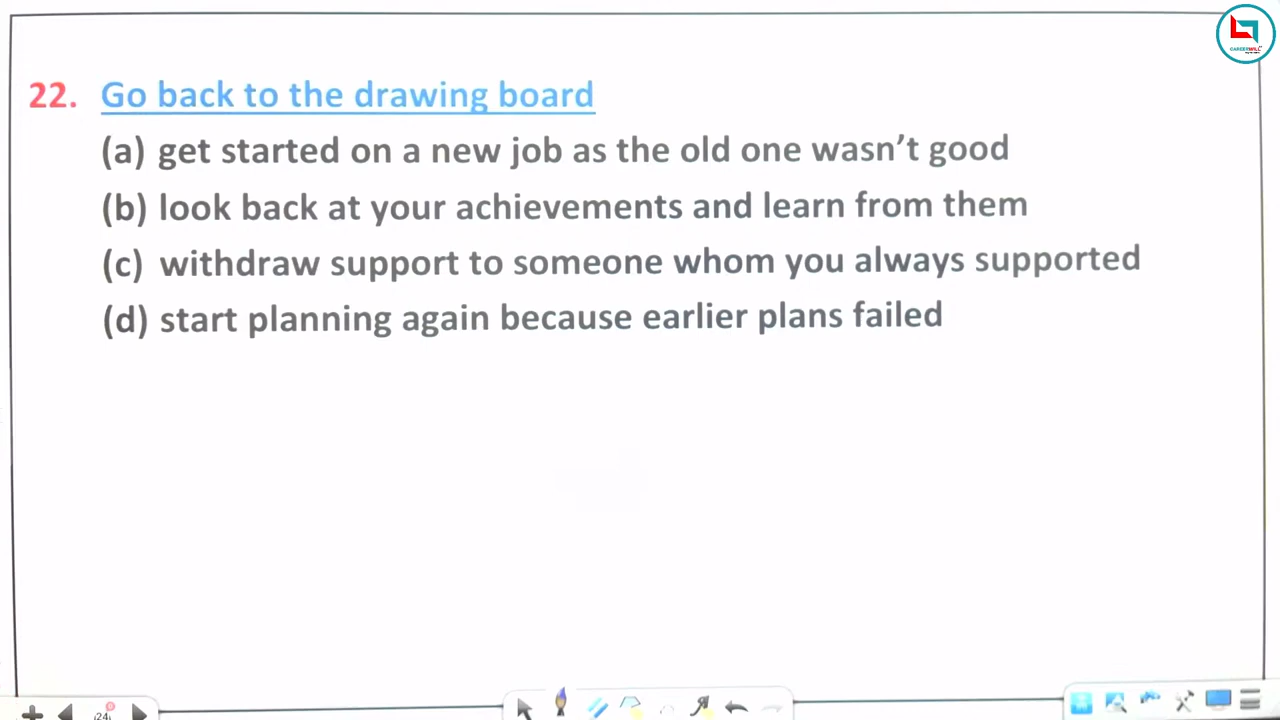 CAREERWILL
22. Go back to the drawing board
(a) get started on a new job as the old one wasn't good
(b) look back at your achievements and learn from them
(c) withdraw support to someone whom you always supported
(d) start planning again because earlier plans failed
24